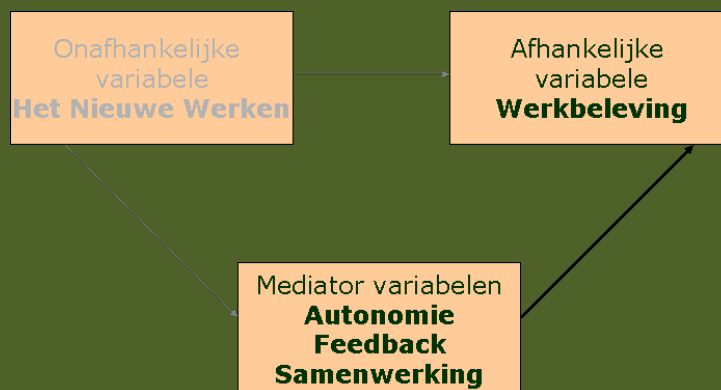 Onafhankelijke
variabele
Het Nieuwe Werken
Afhankelijke
variabele
Werkbeleving
Mediator variabelen
Autonomie
Feedback
Samenwerking